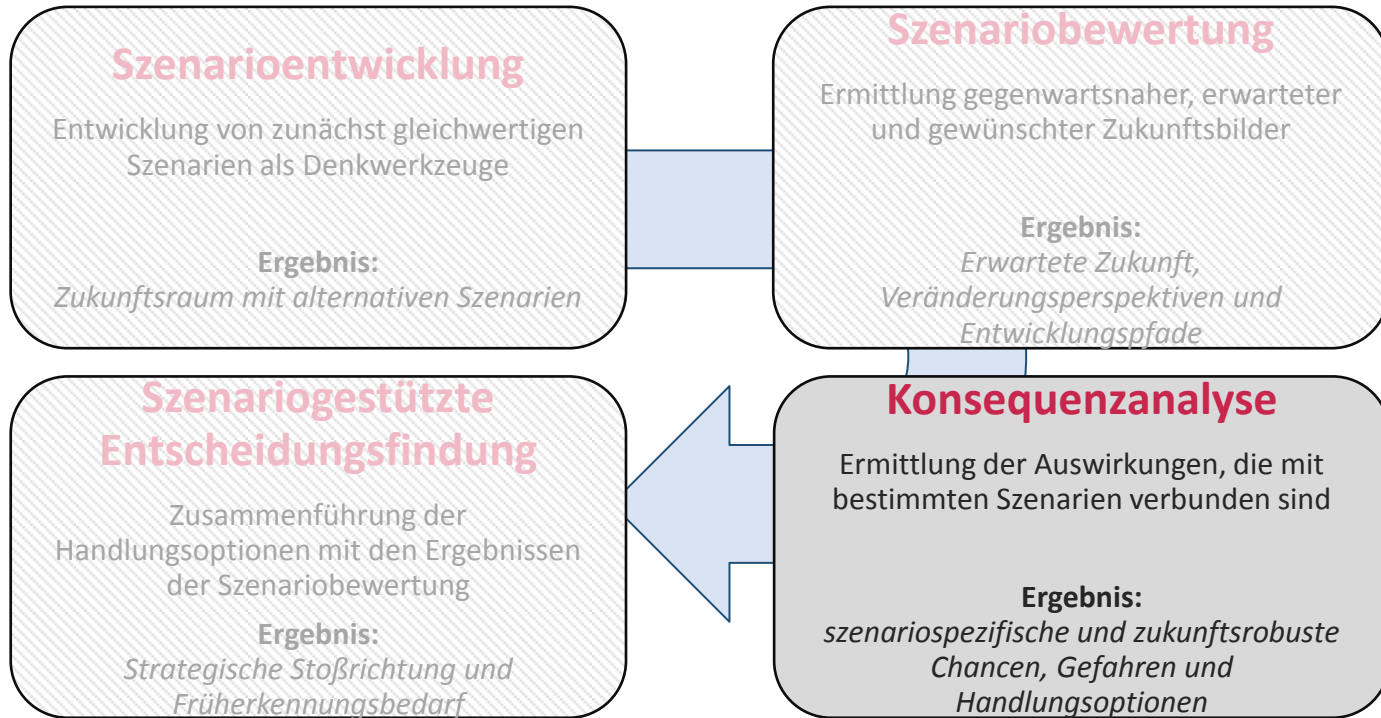 Szenarioentwicklung
Entwicklung von zunächst gleichwertigen
Szenarien als Denkwerkzeuge
Ergebnis:
Zukunftsraum mit alternativen Szenarien
Szenariobewertung
Ermittlung gegenwartsnaher, erwarteter
und gewünschter Zukunftsbilder
Ergebnis:
Erwartete Zukunft,
Veränderungsperspektiven und
Entwicklungspfade
Szenariogestützte
Entscheidungsfindung
Zusammenführung der
Handlungsoptionen mit den Ergebnissen
der Szenariobewertung
Ergebnis:
Strategische Stoßrichtung und
Früherkennungsbedarf
Konsequenzanalyse
Ermittlung der Auswirkungen, die mit
bestimmten Szenarien verbunden sind
Ergebnis:
szenariospezifische und zukunftsrobuste
Chancen, Gefahren und
Handlungsoptionen